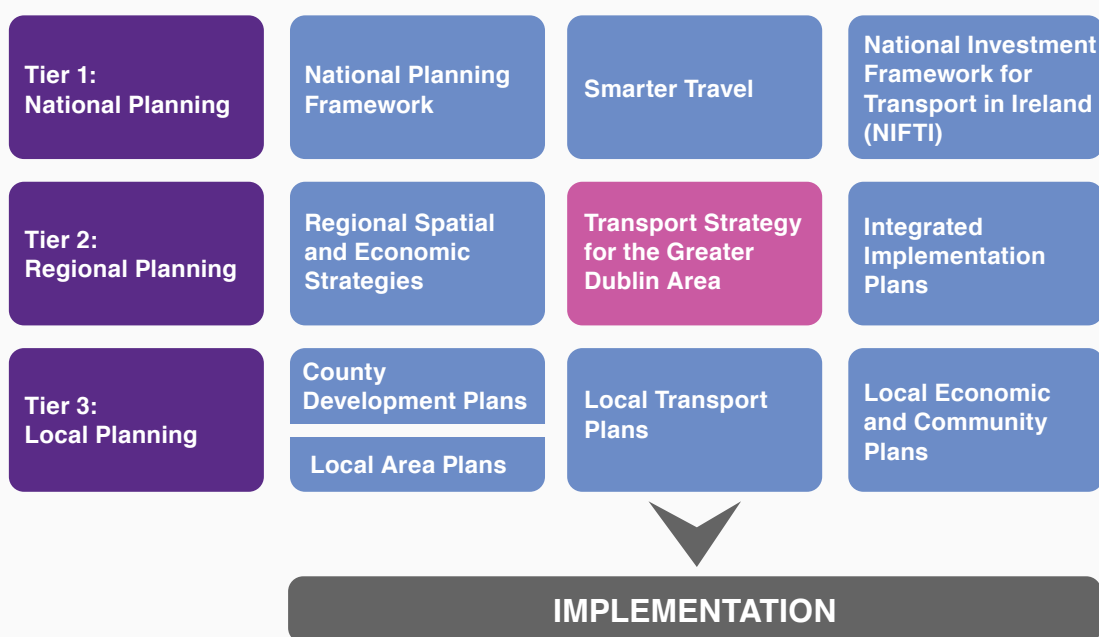 Tier 1:
National Planning
National Planning
Framework
Smarter Travel
National Investment
Framework for
Transport in Ireland
(NIFTI)
Tier 2:
Regional Planning
Regional Spatial
and Economic
Strategies
Transport Strategy
for the Greater
Dublin Area
Integrated
Implementation
Plans
Tier 3:
Local Planning
County
Development Plans
Local Area Plans
Local Transport
Plans
Local Economic
and Community
Plans
IMPLEMENTATION